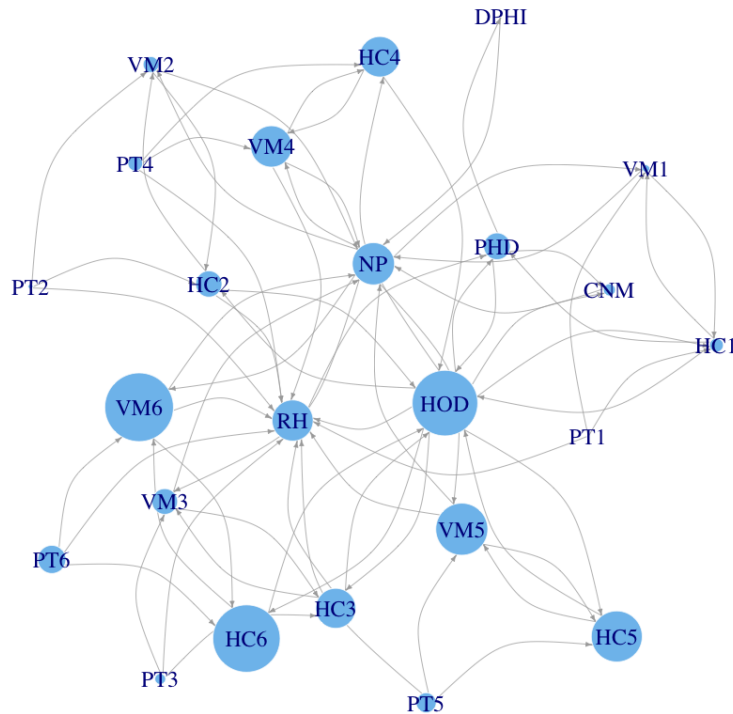 DPHI
HC4
VM2
VM4
PT4
VM1
PHD
NP
PT2
HC2
CNM
HC1
VM6
HOD
RH
PT1
VM3
VM5
PT6
HC3
HC6
HC5
PT3
PT5